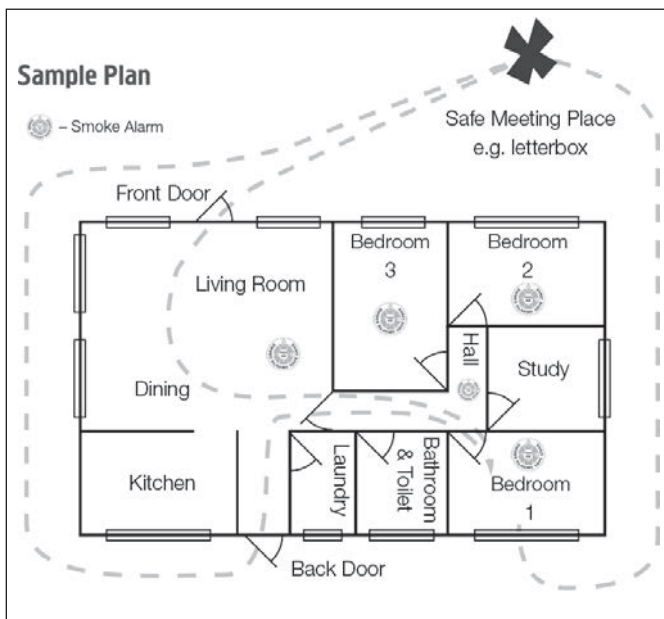 Sample Plan
– Smoke Alarm
Safe Meeting Place
e.g. letterbox
Front Door
Bedroom
3
Bedroom
2
Living Room
Hall
Study
Dining
Kitchen
Laundry
Bathroom
& Toilet
Bedroom
1
Back Door